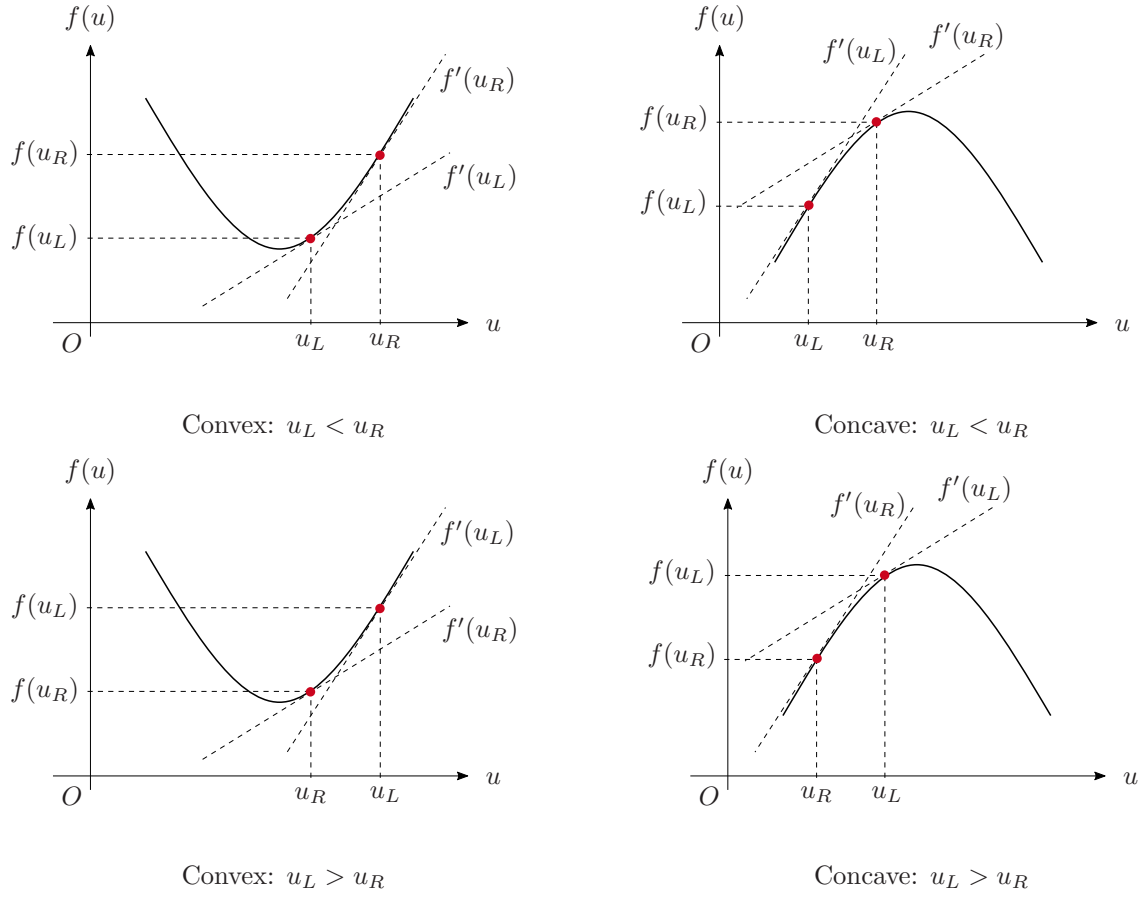 f(u)
f'(u_R)
f(u_R)
f'(u_L)
f(u_L)
O
u_L
u_R
u
Convex: u_L < u_R
f(u)
f'(u_L)
f'(u_R)
f(u_R)
f(u_L)
O
u_L
u_R
u
Concave: u_L < u_R
f(u)
f'(u_L)
f(u_L)
f'(u_R)
f(u_R)
O
u_R
u_L
u
Convex: u_L > u_R
f(u)
f'(u_R)
f'(u_L)
f(u_L)
f(u_R)
O
u_R
u_L
u
Concave: u_L > u_R